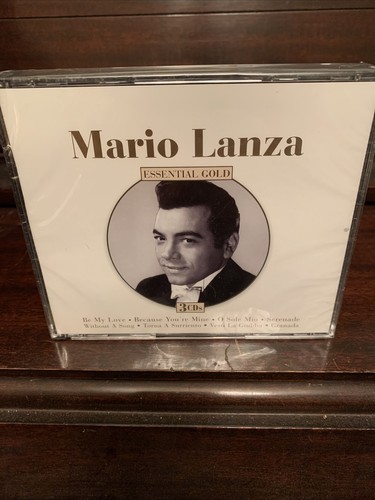 Mario Lanza
ESSENTIAL GOLD
3CDs
Be My Love • Because You're Mine • O Sole Mio • Serenade
Without A Song • Torna A Surriento • Vesti La Giubba • Granada